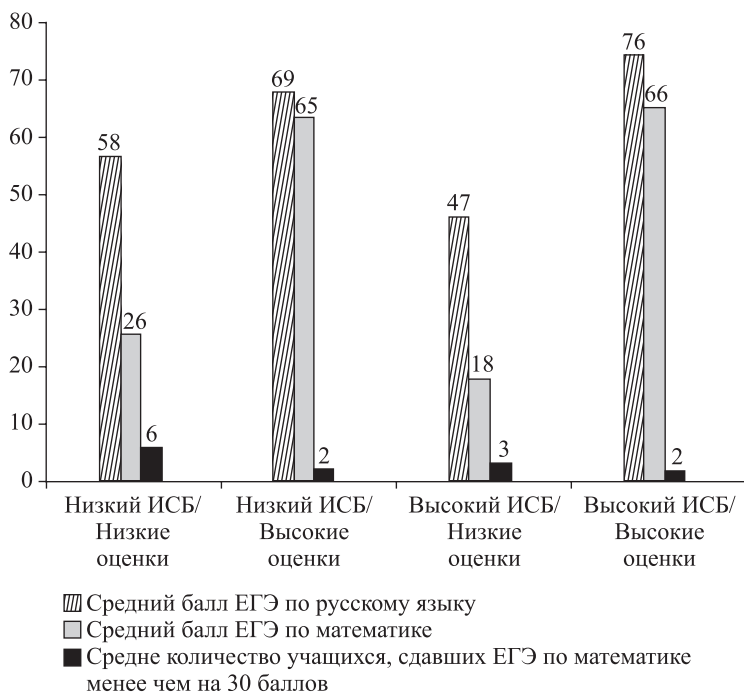 80
70
60
50
40
30
20
10
0
58
26
6
69
65
2
47
18
3
76
66
2
Низкий ИСБ/
Низкие
оценки
Низкий ИСБ/
Высокие
оценки
Высокий ИСБ/
Низкие
оценки
Высокий ИСБ/
Высокие
оценки
Средний балл ЕГЭ по русскому языку
Средний балл ЕГЭ по математике
Средне количество учащихся, сдавших ЕГЭ по математике
менее чем на 30 баллов